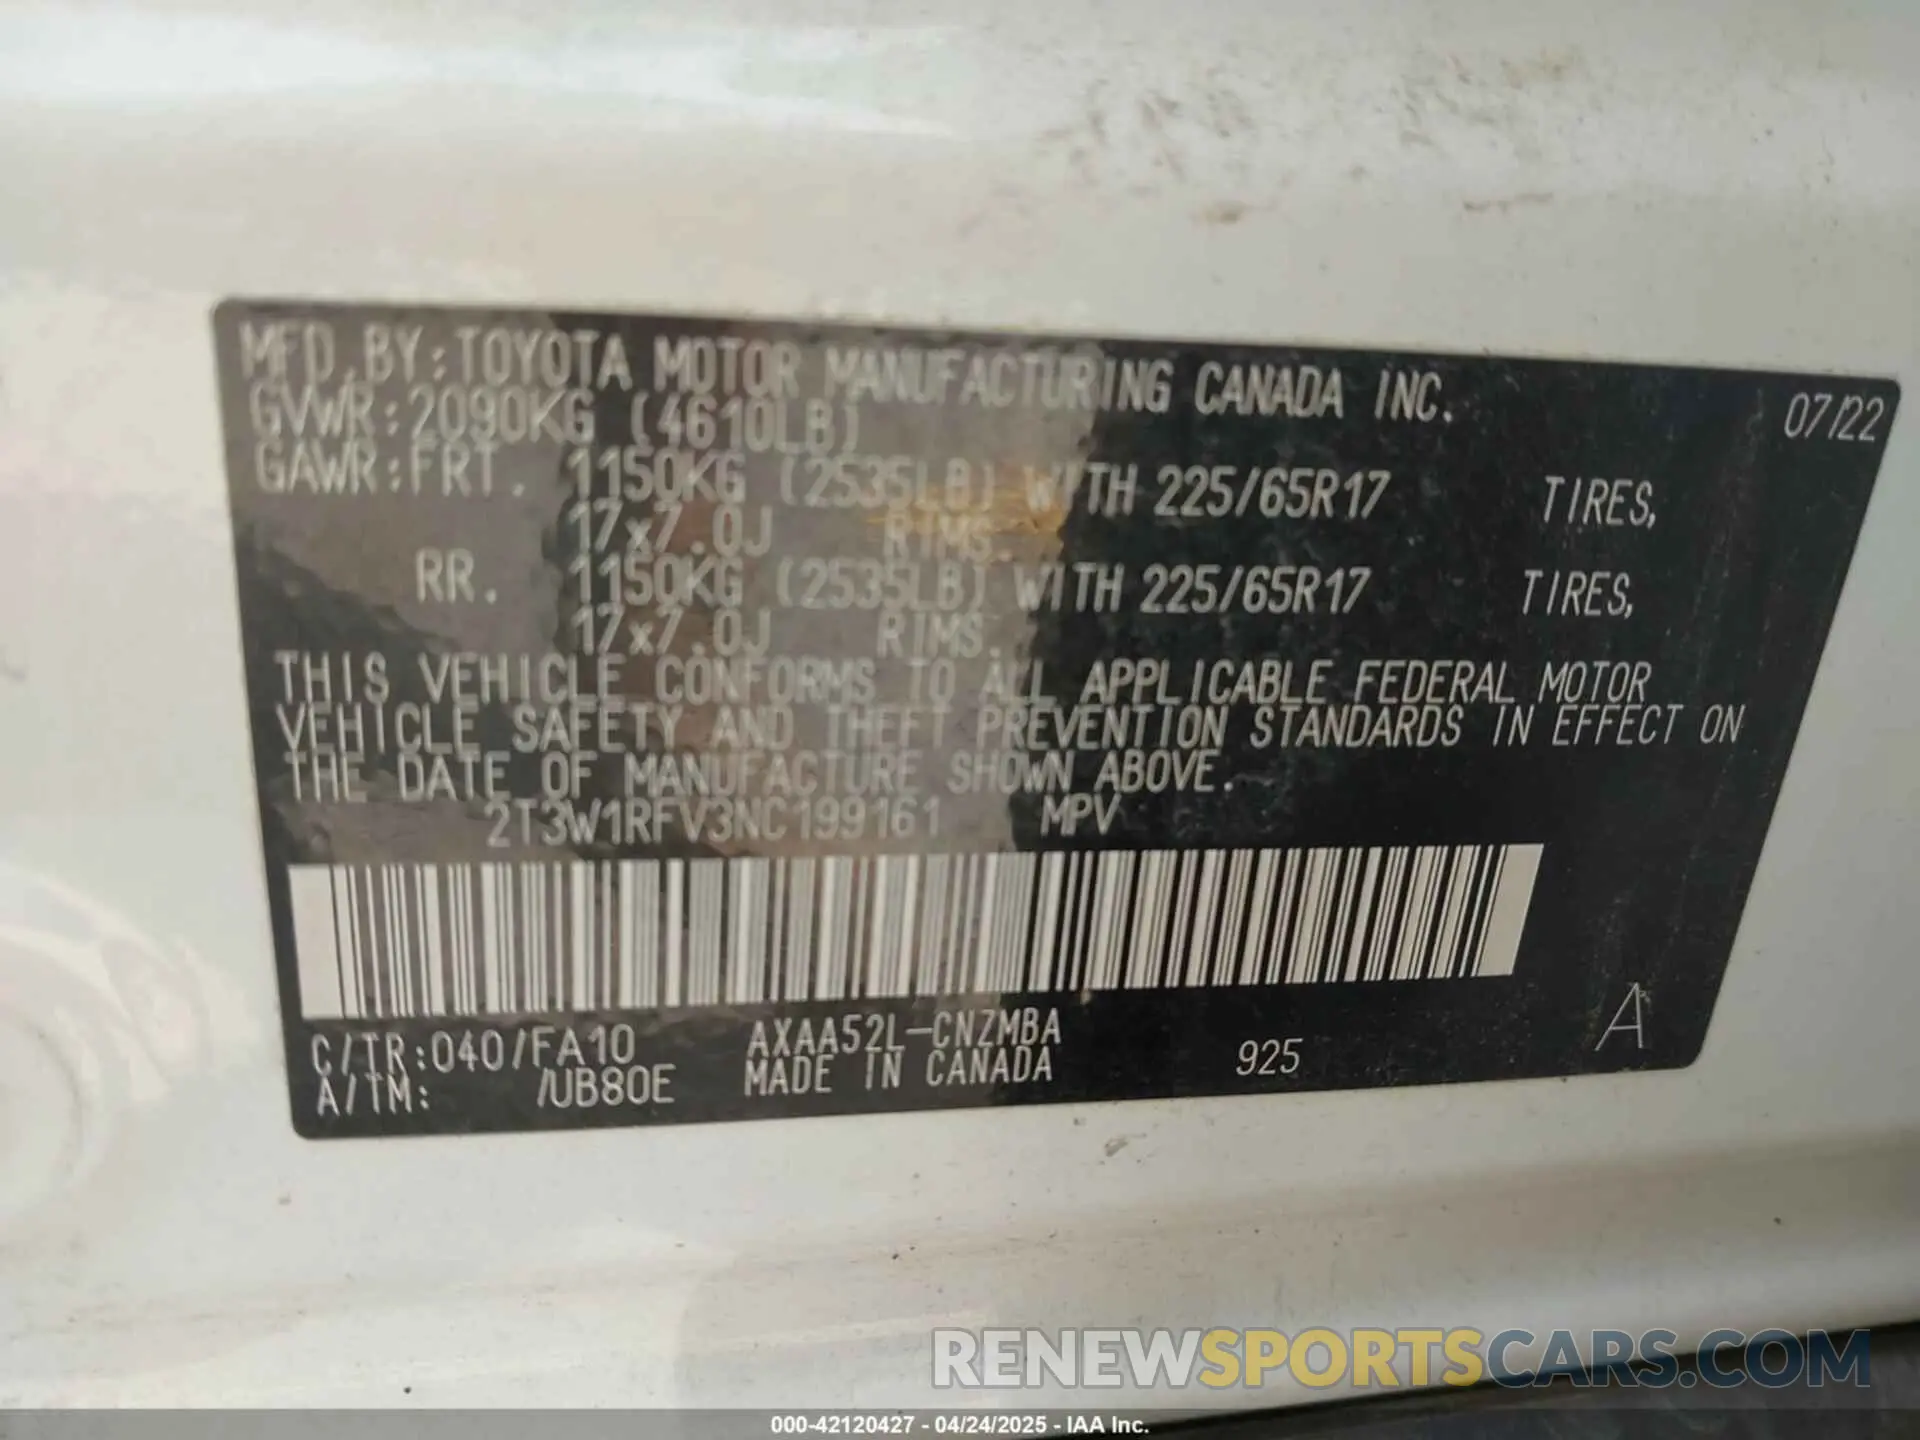 MFD.BY:TOYOTA MOTOR MANUFACTURING CANADA INC. 07/22
GVWR:2090KG (4610LB)
GAWR:FRT. 1150KG (2535LB) WITH 225/65R17 TIRES,
17x7.0J RIMS.
RR. 1150KG (2535LB) WITH 225/65R17 TIRES,
17x7.0J RIMS.
THIS VEHICLE CONFORMS TO ALL APPLICABLE FEDERAL MOTOR
VEHICLE SAFETY AND THEFT PREVENTION STANDARDS IN EFFECT ON
THE DATE OF MANUFACTURE SHOWN ABOVE.
2T3W1RFV3NC199161 MPV
C/TR:040/FA10 AXAA52L-CNZMBA 925 A
A/TM: /UB80E MADE IN CANADA
RENEWSPORTSCARS.COM
000-42120427 - 04/24/2025 - IAA Inc.